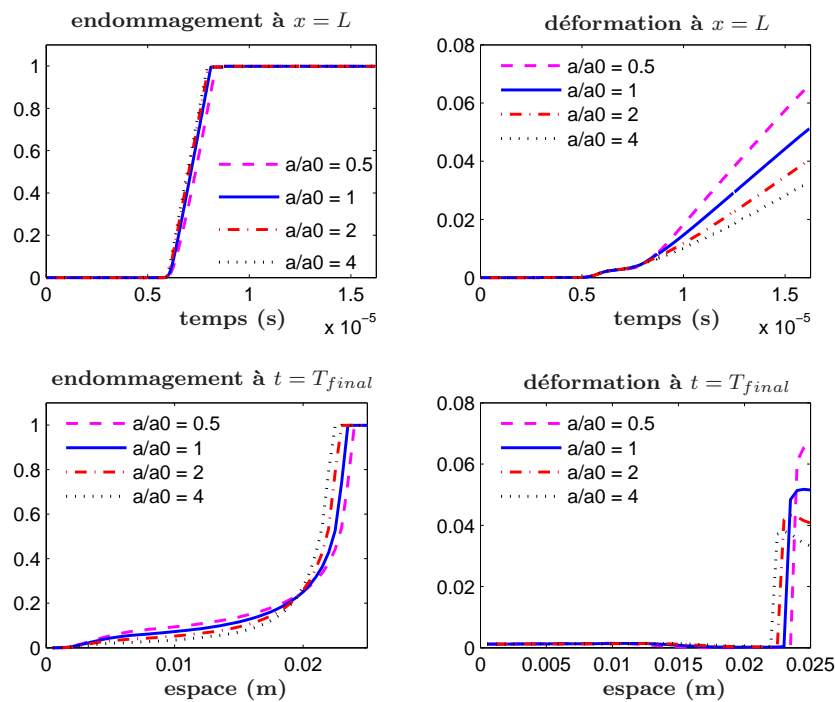 endommagement à x = L
1
0.8
0.6
0.4
0.2
0
a/a0 = 0.5
a/a0 = 1
a/a0 = 2
a/a0 = 4
0 0.5 1 1.5
temps (s)
x 10⁻⁵
déformation à x = L
0.08
0.06
0.04
0.02
0
a/a0 = 0.5
a/a0 = 1
a/a0 = 2
a/a0 = 4
0 0.5 1 1.5
temps (s)
x 10⁻⁵
endommagement à t = T_final
1
0.8
0.6
0.4
0.2
0
a/a0 = 0.5
a/a0 = 1
a/a0 = 2
a/a0 = 4
0 0.01 0.02
espace (m)
déformation à t = T_final
0.08
0.06
0.04
0.02
0
a/a0 = 0.5
a/a0 = 1
a/a0 = 2
a/a0 = 4
0 0.005 0.01 0.015 0.02 0.025
espace (m)